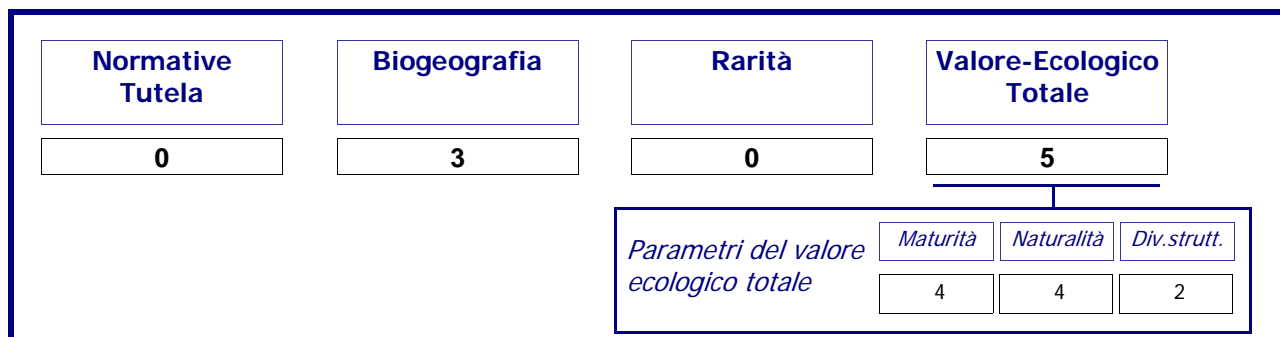 Normative
Tutela
Biogeografia
Rarità
Valore-Ecologico
Totale
0
3
0
5
Parametri del valore
ecologico totale
Maturità
Naturalità
Div.strutt.
4
4
2